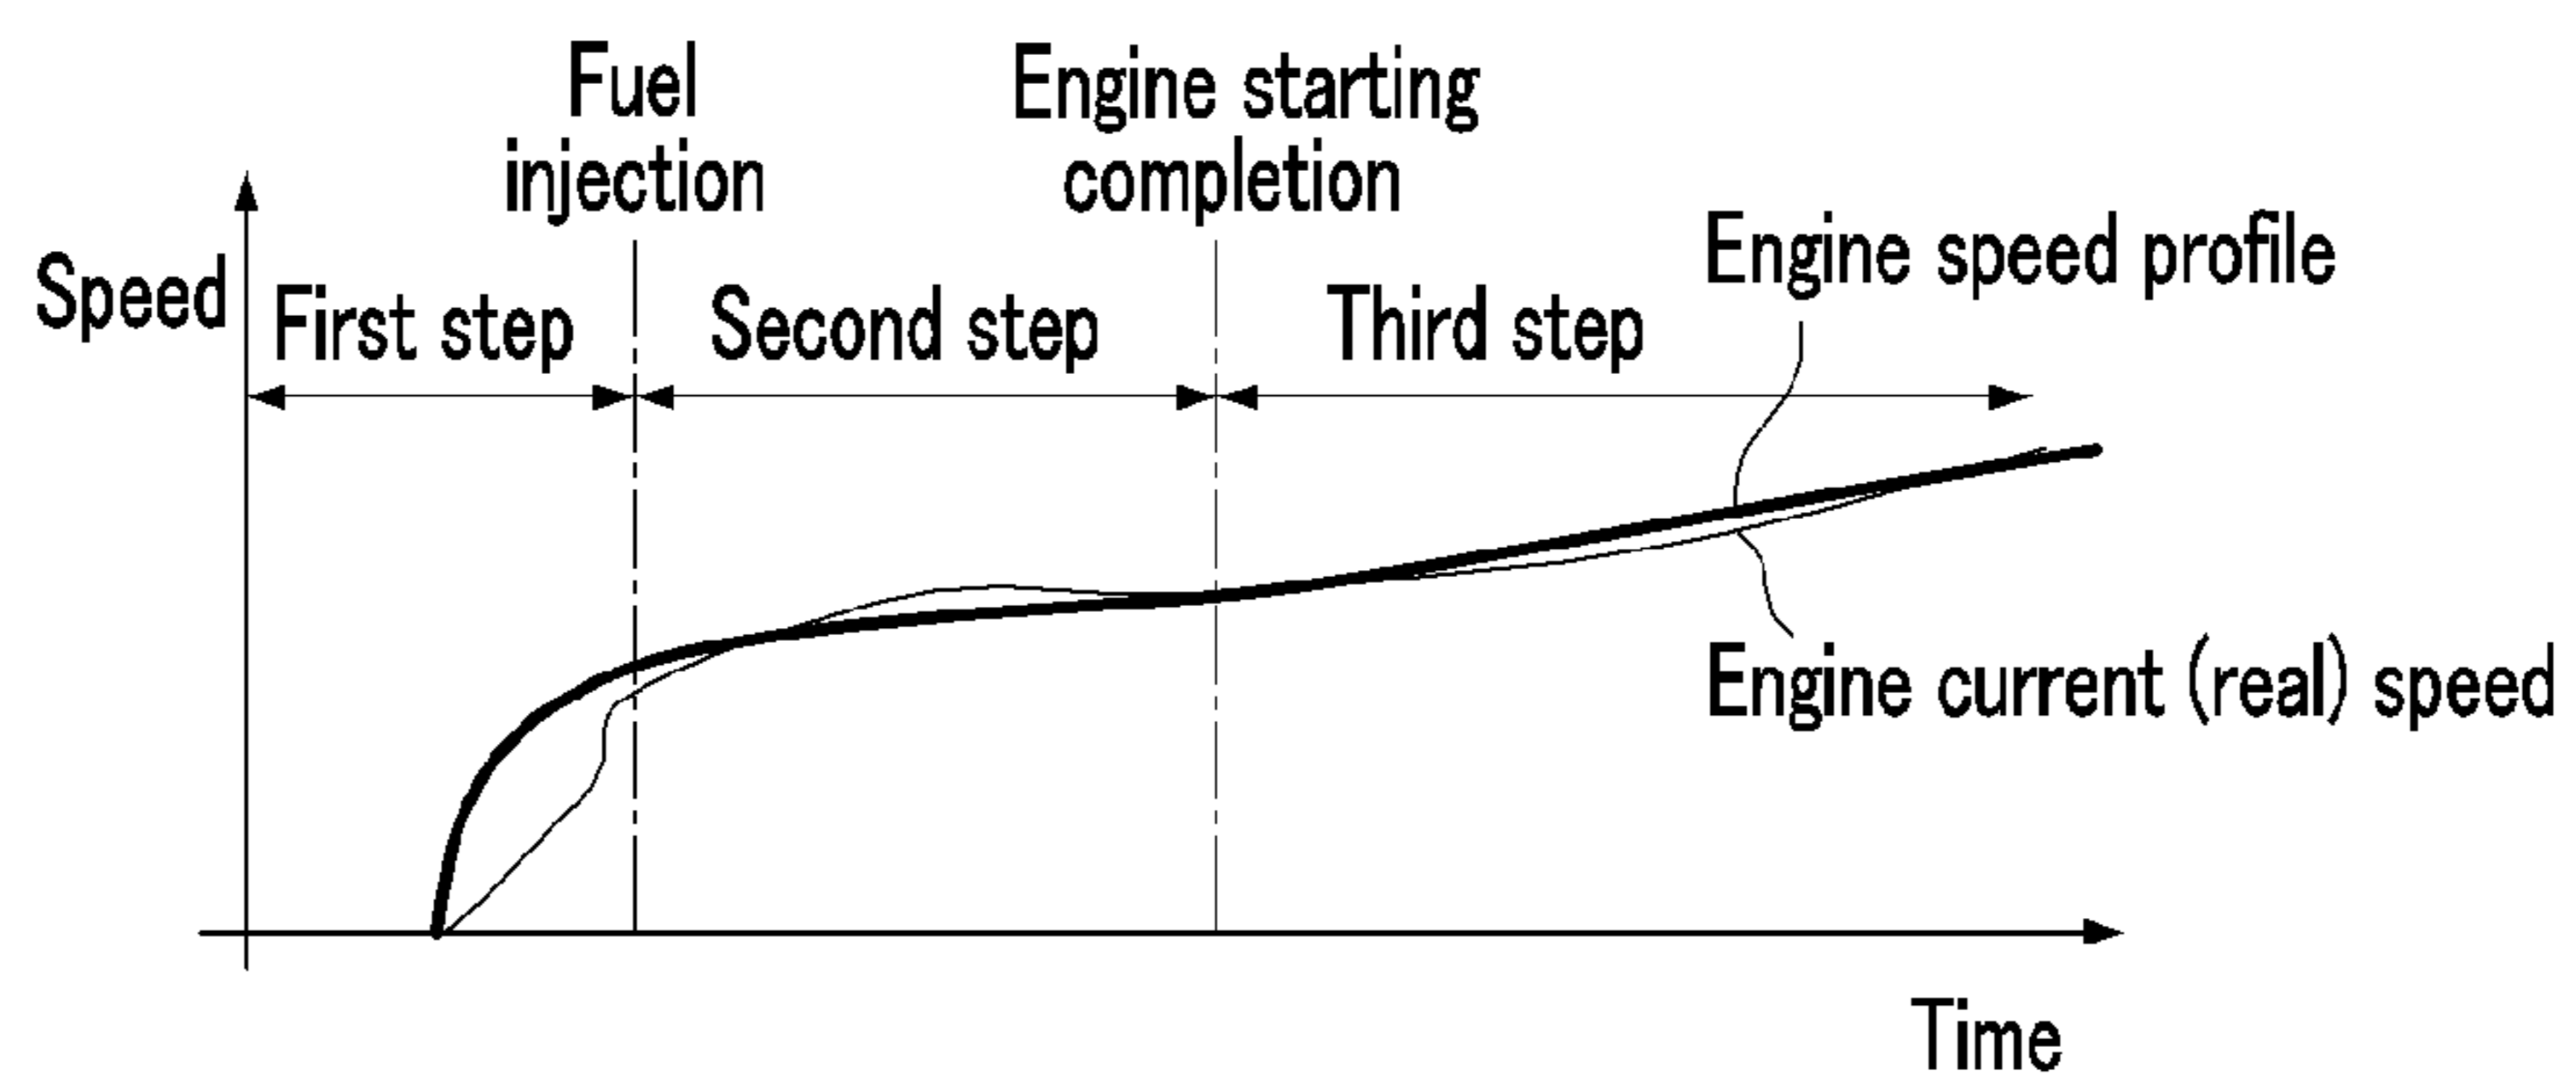 Fuel
injection
Engine starting
completion
Speed
First step
Second step
Third step
Engine speed profile
Engine current (real) speed
Time